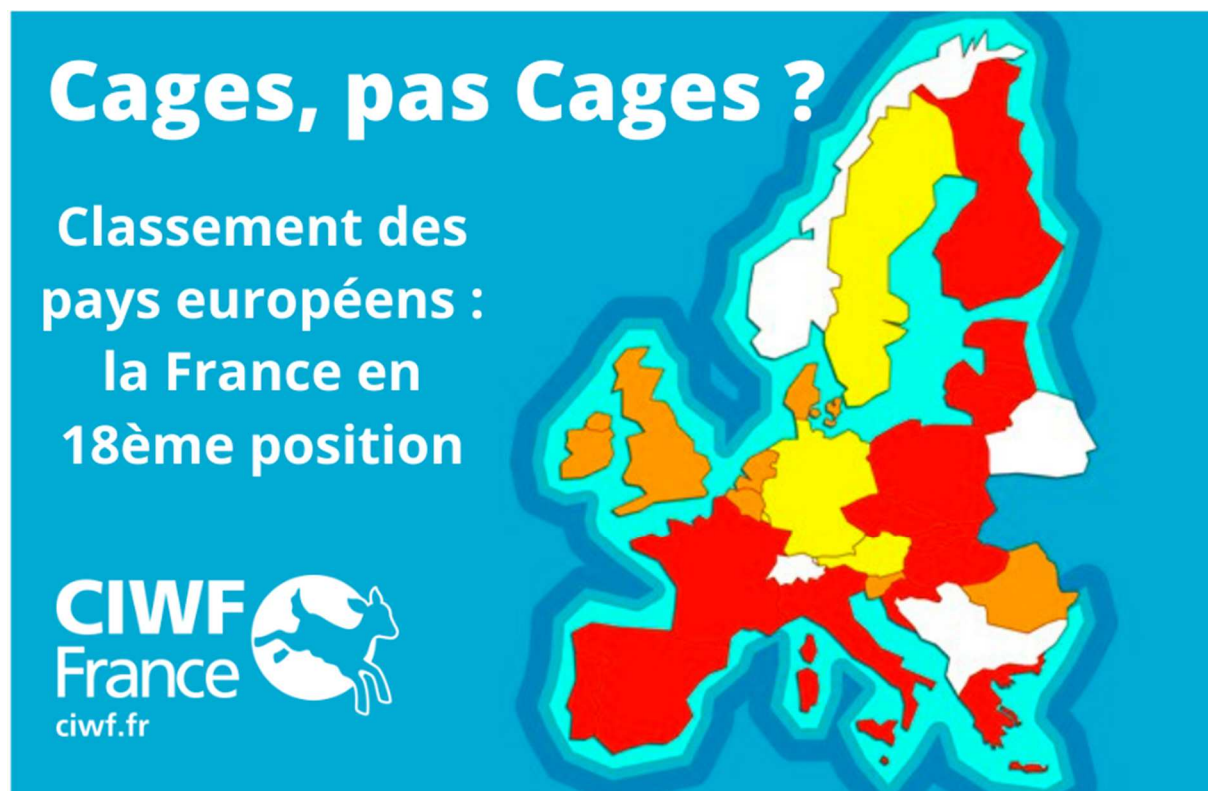 Cages, pas Cages ?
Classement des
pays européens :
la France en
18ème position
CIWF
France
ciwf.fr